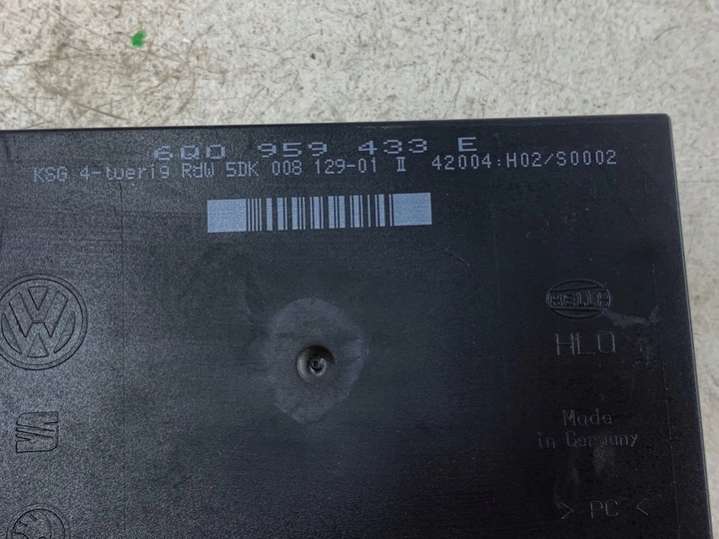 6Q0 959 433 E
KSG 4-tuerig RdW 5DK 008 129-01 II 42004:H02/S0002
HELLA
HLO
Made
in Germany
> PC <